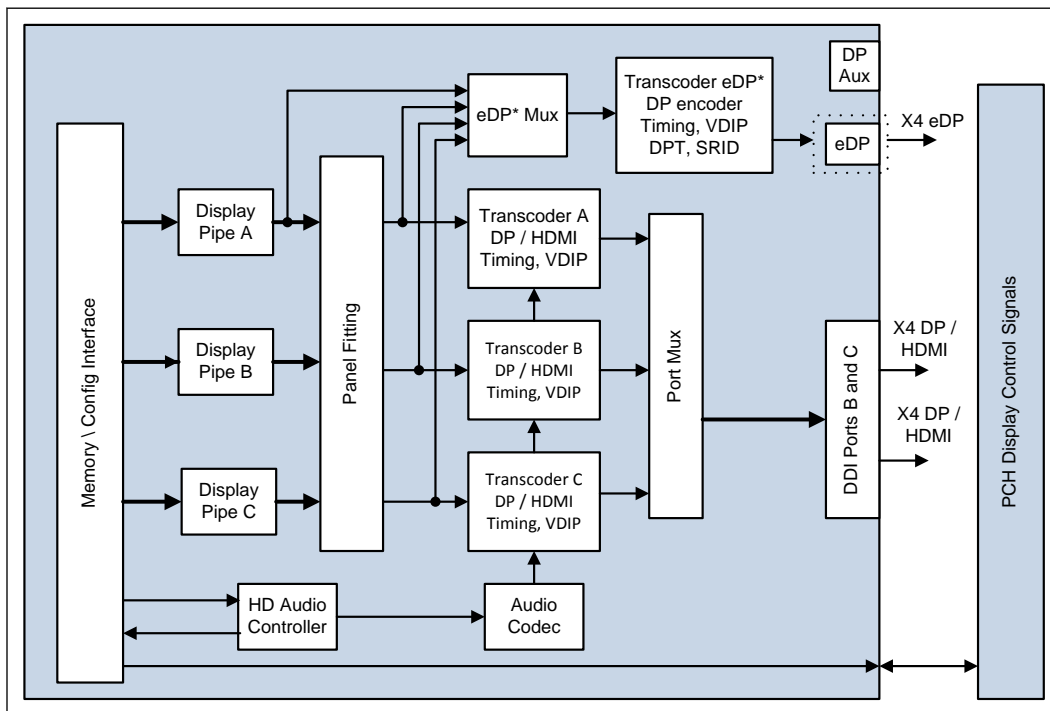 DP
Aux
Transcoder eDP*
DP encoder
Timing, VDIP
DPT, SRID
eDP* Mux
eDP
X4 eDP
Memory \ Config Interface
Display
Pipe A
Display
Pipe B
Display
Pipe C
Panel Fitting
Transcoder A
DP / HDMI
Timing, VDIP
Transcoder B
DP / HDMI
Timing, VDIP
Transcoder C
DP / HDMI
Timing, VDIP
Port Mux
DDI Ports B and C
X4 DP /
HDMI
X4 DP /
HDMI
PCH Display Control Signals
HD Audio
Controller
Audio
Codec